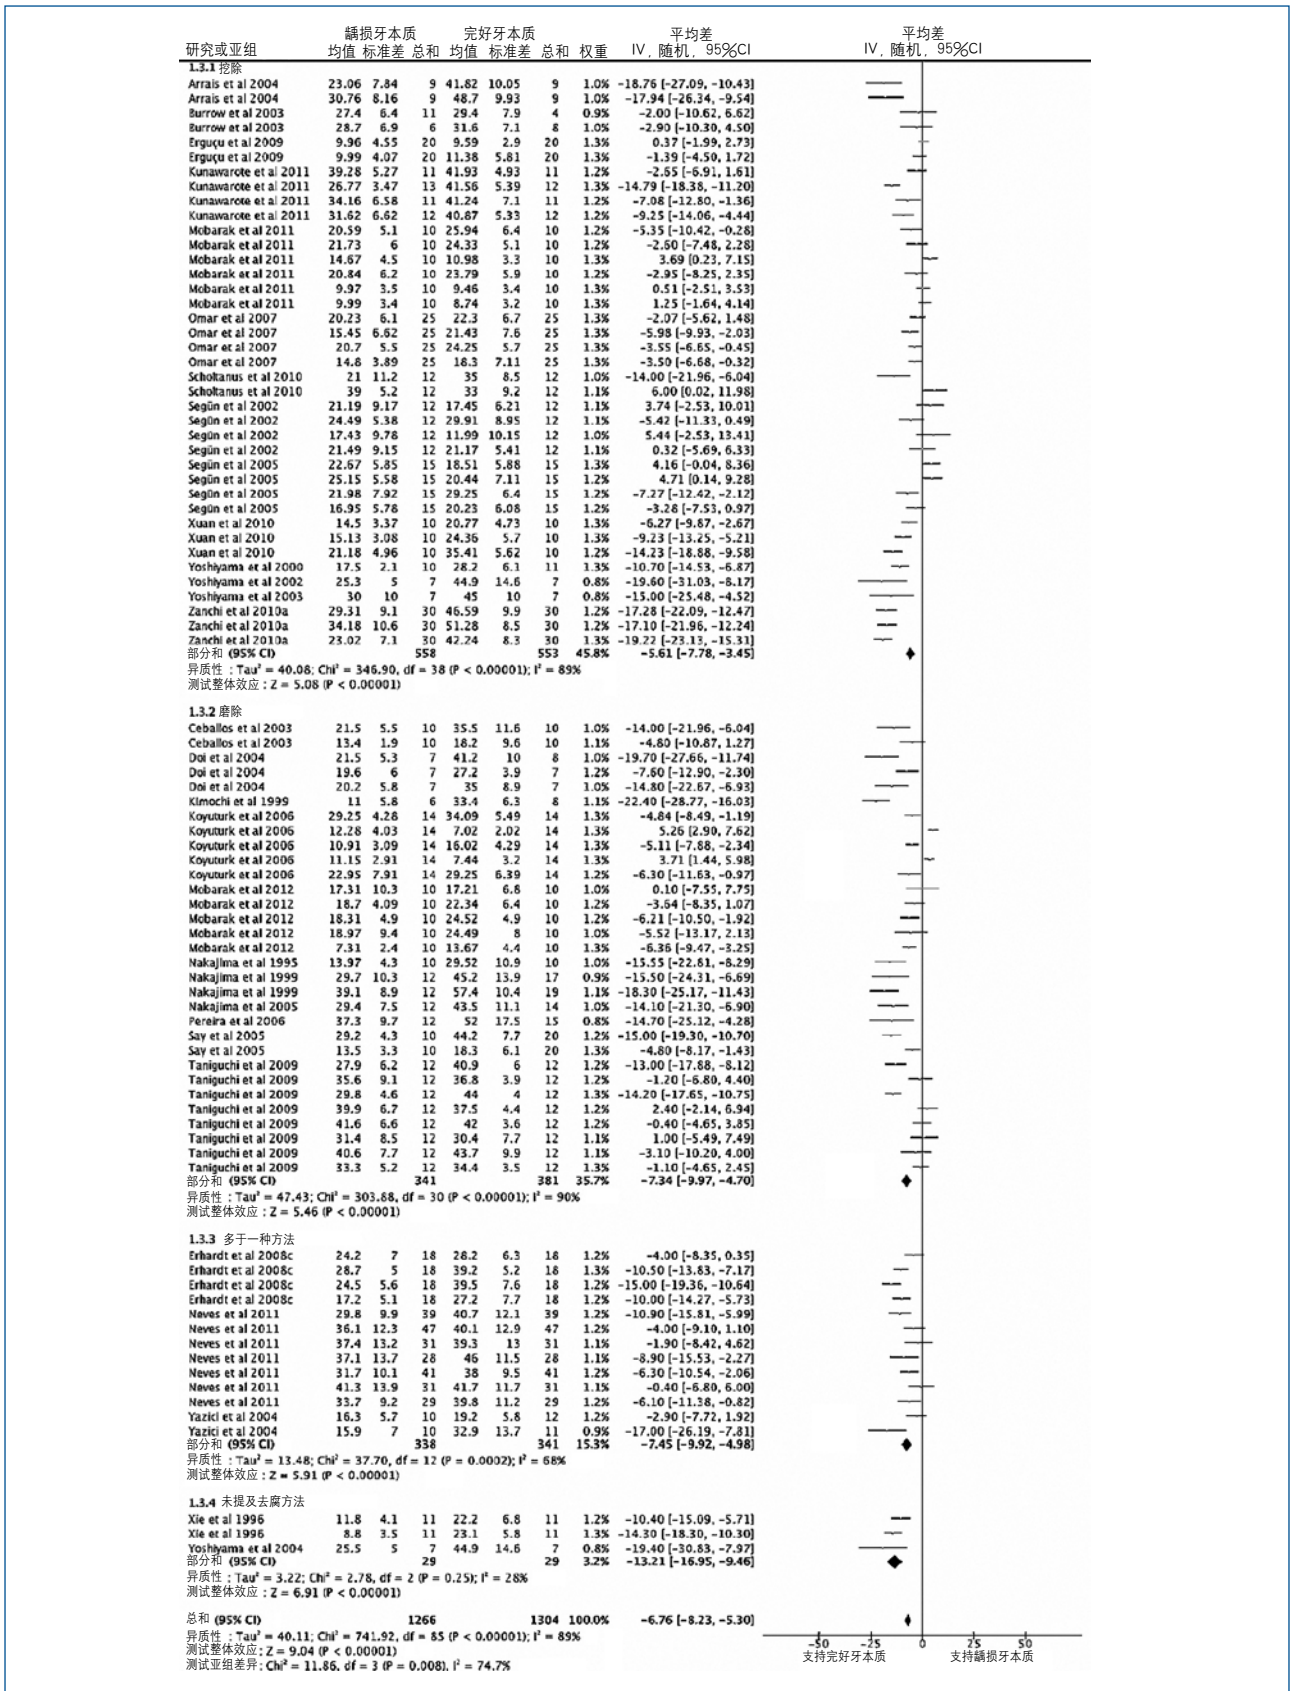 龋损牙本质 完好牙本质 平均差 平均差
研究或亚组 均值 标准差 总和 均值 标准差 总和 权重 IV, 随机, 95%CI IV, 随机, 95%CI
1.3.1 挖除
Arrais et al 2004 23.06 7.84 9 41.82 10.05 9 1.0% -18.76 [-27.09, -10.43]
Arrais et al 2004 30.76 8.16 9 48.7 9.93 9 1.0% -17.94 [-26.34, -9.54]
Burrow et al 2003 27.4 6.4 11 29.4 7.9 4 0.9% -2.00 [-10.62, 6.62]
Burrow et al 2003 28.7 6.9 6 31.6 7.1 8 1.0% -2.90 [-10.30, 4.50]
Erguçu et al 2009 9.96 4.55 20 9.59 2.9 20 1.3% 0.37 [-1.99, 2.73]
Erguçu et al 2009 9.99 4.07 20 11.38 5.81 20 1.3% -1.39 [-4.50, 1.72]
Kunawarote et al 2011 39.28 5.27 11 41.93 4.93 11 1.2% -2.65 [-6.91, 1.61]
Kunawarote et al 2011 26.77 3.47 13 41.56 5.39 12 1.3% -14.79 [-18.38, -11.20]
Kunawarote et al 2011 34.16 6.58 11 41.24 7.1 11 1.2% -7.08 [-12.80, -1.36]
Kunawarote et al 2011 31.62 6.62 12 40.87 5.33 12 1.2% -9.25 [-14.06, -4.44]
Mobarak et al 2011 20.59 5.1 10 25.94 6.4 10 1.2% -5.35 [-10.42, -0.28]
Mobarak et al 2011 21.73 6 10 24.33 5.1 10 1.2% -2.60 [-7.48, 2.28]
Mobarak et al 2011 14.67 4.5 10 10.98 3.3 10 1.3% 3.69 [0.23, 7.15]
Mobarak et al 2011 20.84 6.2 10 23.79 5.9 10 1.2% -2.95 [-8.25, 2.35]
Mobarak et al 2011 9.97 3.5 10 9.46 3.4 10 1.3% 0.51 [-2.51, 3.53]
Mobarak et al 2011 9.99 3.4 10 8.74 3.2 10 1.3% 1.25 [-1.64, 4.14]
Omar et al 2007 20.23 6.1 25 22.3 6.7 25 1.3% -2.07 [-5.62, 1.48]
Omar et al 2007 15.45 6.62 25 21.43 7.6 25 1.3% -5.98 [-9.93, -2.03]
Omar et al 2007 20.7 5.5 25 24.25 5.7 25 1.3% -3.55 [-6.65, -0.45]
Omar et al 2007 14.8 3.89 25 18.3 7.11 25 1.3% -3.50 [-6.68, -0.32]
Scholtanus et al 2010 21 11.2 12 35 8.5 12 1.0% -14.00 [-21.96, -6.04]
Scholtanus et al 2010 39 5.2 12 33 9.2 12 1.1% 6.00 [0.02, 11.98]
Segün et al 2002 21.19 9.17 12 17.45 6.21 12 1.1% 3.74 [-2.53, 10.01]
Segün et al 2002 24.49 5.38 12 29.91 8.95 12 1.1% -5.42 [-11.33, 0.49]
Segün et al 2002 17.43 9.78 12 11.99 10.15 12 1.0% 5.44 [-2.53, 13.41]
Segün et al 2002 21.49 9.15 12 21.17 5.41 12 1.1% 0.32 [-5.69, 6.33]
Segün et al 2005 22.67 5.85 15 18.51 5.88 15 1.2% 4.16 [-0.04, 8.36]
Segün et al 2005 25.15 5.58 15 20.44 7.11 15 1.2% 4.71 [0.14, 9.28]
Segün et al 2005 21.98 7.92 15 29.25 6.4 15 1.2% -7.27 [-12.42, -2.12]
Segün et al 2005 16.95 5.78 15 20.23 6.08 15 1.2% -3.28 [-7.53, 0.97]
Xuan et al 2010 14.5 3.37 10 20.77 4.73 10 1.3% -6.27 [-9.87, -2.67]
Xuan et al 2010 15.13 3.08 10 24.36 5.7 10 1.2% -9.23 [-13.25, -5.21]
Xuan et al 2010 21.18 4.96 10 35.41 5.62 10 1.2% -14.23 [-18.88, -9.58]
Yoshiyama et al 2000 17.5 2.1 10 28.2 6.1 11 1.3% -10.70 [-14.53, -6.87]
Yoshiyama et al 2002 25.3 5 7 44.9 14.6 7 0.8% -19.60 [-31.03, -8.17]
Yoshiyama et al 2003 30 10 7 45 10 7 0.8% -15.00 [-25.48, -4.52]
Zanchi et al 2010a 29.31 9.1 30 46.59 9.9 30 1.2% -17.28 [-22.09, -12.47]
Zanchi et al 2010a 34.18 10.6 30 51.28 8.5 30 1.2% -17.10 [-21.96, -12.24]
Zanchi et al 2010a 23.02 7.1 30 42.24 8.3 30 1.3% -19.22 [-23.13, -15.31]
部分和 (95% CI) 558 553 45.8% -5.61 [-7.78, -3.45]
异质性 : Tau² = 40.08; Chi² = 346.90, df = 38 (P < 0.00001); I² = 89%
测试整体效应 : Z = 5.08 (P < 0.00001)
1.3.2 磨除
Ceballos et al 2003 21.5 5.5 10 35.5 11.6 10 1.0% -14.00 [-21.96, -6.04]
Ceballos et al 2003 13.4 1.9 10 18.2 9.6 10 1.1% -4.80 [-10.87, 1.27]
Doi et al 2004 21.5 5.3 7 41.2 10 8 1.0% -19.70 [-27.66, -11.74]
Doi et al 2004 19.6 6 7 27.2 3.9 7 1.2% -7.60 [-12.90, -2.30]
Doi et al 2004 20.2 5.8 7 35 8.9 7 1.0% -14.80 [-22.67, -6.93]
Kimochi et al 1999 11 5.8 6 33.4 6.3 8 1.1% -22.40 [-28.77, -16.03]
Koyuturk et al 2006 29.25 4.28 14 34.09 5.49 14 1.3% -4.84 [-8.49, -1.19]
Koyuturk et al 2006 12.28 4.03 14 7.02 2.02 14 1.3% 5.26 [2.90, 7.62]
Koyuturk et al 2006 10.91 3.09 14 16.02 4.29 14 1.3% -5.11 [-7.88, -2.34]
Koyuturk et al 2006 11.15 2.91 14 7.44 3.2 14 1.3% 3.71 [1.44, 5.98]
Koyuturk et al 2006 22.95 7.91 14 29.25 6.39 14 1.2% -6.30 [-11.63, -0.97]
Mobarak et al 2012 17.31 10.3 10 17.21 6.8 10 1.0% 0.10 [-7.55, 7.75]
Mobarak et al 2012 18.7 4.09 10 22.34 6.4 10 1.2% -3.64 [-8.35, 1.07]
Mobarak et al 2012 18.31 4.9 10 24.52 4.9 10 1.2% -6.21 [-10.50, -1.92]
Mobarak et al 2012 18.97 9.4 10 24.49 8 10 1.0% -5.52 [-13.17, 2.13]
Mobarak et al 2012 7.31 2.4 10 13.67 4.4 10 1.3% -6.36 [-9.47, -3.25]
Nakajima et al 1995 13.97 4.3 10 29.52 10.9 10 1.0% -15.55 [-22.81, -8.29]
Nakajima et al 1999 29.7 10.3 12 45.2 13.9 17 0.9% -15.50 [-24.31, -6.69]
Nakajima et al 1999 39.1 8.9 12 57.4 10.4 19 1.1% -18.30 [-25.17, -11.43]
Nakajima et al 2005 29.4 7.5 12 43.5 11.1 14 1.0% -14.10 [-21.30, -6.90]
Pereira et al 2006 37.3 9.7 12 52 17.5 15 0.8% -14.70 [-25.12, -4.28]
Say et al 2005 29.2 4.3 10 44.2 7.7 20 1.2% -15.00 [-19.30, -10.70]
Say et al 2005 13.5 3.3 10 18.3 6.1 20 1.3% -4.80 [-8.17, -1.43]
Taniguchi et al 2009 27.9 6.2 12 40.9 6 12 1.2% -13.00 [-17.88, -8.12]
Taniguchi et al 2009 35.6 9.1 12 36.8 3.9 12 1.2% -1.20 [-6.80, 4.40]
Taniguchi et al 2009 29.8 4.6 12 44 4 12 1.3% -14.20 [-17.65, -10.75]
Taniguchi et al 2009 39.9 6.7 12 37.5 4.4 12 1.2% 2.40 [-2.14, 6.94]
Taniguchi et al 2009 41.6 6.6 12 42 3.6 12 1.2% -0.40 [-4.65, 3.85]
Taniguchi et al 2009 31.4 8.5 12 30.4 7.7 12 1.1% 1.00 [-5.49, 7.49]
Taniguchi et al 2009 40.6 7.7 12 43.7 9.9 12 1.1% -3.10 [-10.20, 4.00]
Taniguchi et al 2009 33.3 5.2 12 34.4 3.5 12 1.3% -1.10 [-4.65, 2.45]
部分和 (95% CI) 341 381 35.7% -7.34 [-9.97, -4.70]
异质性 : Tau² = 47.43; Chi² = 303.88, df = 30 (P < 0.00001); I² = 90%
测试整体效应 : Z = 5.46 (P < 0.00001)
1.3.3 多于一种方法
Erhardt et al 2008c 24.2 7 18 28.2 6.3 18 1.2% -4.00 [-8.35, 0.35]
Erhardt et al 2008c 28.7 5 18 39.2 5.2 18 1.3% -10.50 [-13.83, -7.17]
Erhardt et al 2008c 24.5 5.6 18 39.5 7.6 18 1.2% -15.00 [-19.36, -10.64]
Erhardt et al 2008c 17.2 5.1 18 27.2 7.7 18 1.2% -10.00 [-14.27, -5.73]
Neves et al 2011 29.8 9.9 39 40.7 12.1 39 1.2% -10.90 [-15.81, -5.99]
Neves et al 2011 36.1 12.3 47 40.1 12.9 47 1.2% -4.00 [-9.10, 1.10]
Neves et al 2011 37.4 13.2 31 39.3 13 31 1.1% -1.90 [-8.42, 4.62]
Neves et al 2011 37.1 13.7 28 46 11.5 28 1.1% -8.90 [-15.53, -2.27]
Neves et al 2011 31.7 10.1 41 38 9.5 41 1.2% -6.30 [-10.54, -2.06]
Neves et al 2011 41.3 13.9 31 41.7 11.7 31 1.1% -0.40 [-6.80, 6.00]
Neves et al 2011 33.7 9.2 29 39.8 11.2 29 1.2% -6.10 [-11.38, -0.82]
Yazici et al 2004 16.3 5.7 10 19.2 5.8 12 1.2% -2.90 [-7.72, 1.92]
Yazici et al 2004 15.9 7 10 32.9 13.7 11 0.9% -17.00 [-26.19, -7.81]
部分和 (95% CI) 338 341 15.3% -7.45 [-9.92, -4.98]
异质性 : Tau² = 13.48; Chi² = 37.70, df = 12 (P = 0.0002); I² = 68%
测试整体效应 : Z = 5.91 (P < 0.00001)
1.3.4 未提及去腐方法
Xie et al 1996 11.8 4.1 11 22.2 6.8 11 1.2% -10.40 [-15.09, -5.71]
Xie et al 1996 8.8 3.5 11 23.1 5.8 11 1.3% -14.30 [-18.30, -10.30]
Yoshiyama et al 2004 25.5 5 7 44.9 14.6 7 0.8% -19.40 [-30.83, -7.97]
部分和 (95% CI) 29 29 3.2% -13.21 [-16.95, -9.46]
异质性 : Tau² = 3.22; Chi² = 2.78, df = 2 (P = 0.25); I² = 28%
测试整体效应 : Z = 6.91 (P < 0.00001)
总和 (95% CI) 1266 1304 100.0% -6.76 [-8.23, -5.30]
异质性 : Tau² = 40.11; Chi² = 741.92, df = 85 (P < 0.00001); I² = 89%
测试整体效应: Z = 9.04 (P < 0.00001)
测试亚组差异: Chi² = 11.86, df = 3 (P = 0.008), I² = 74.7%
-50 -25 0 25 50
支持完好牙本质 支持龋损牙本质